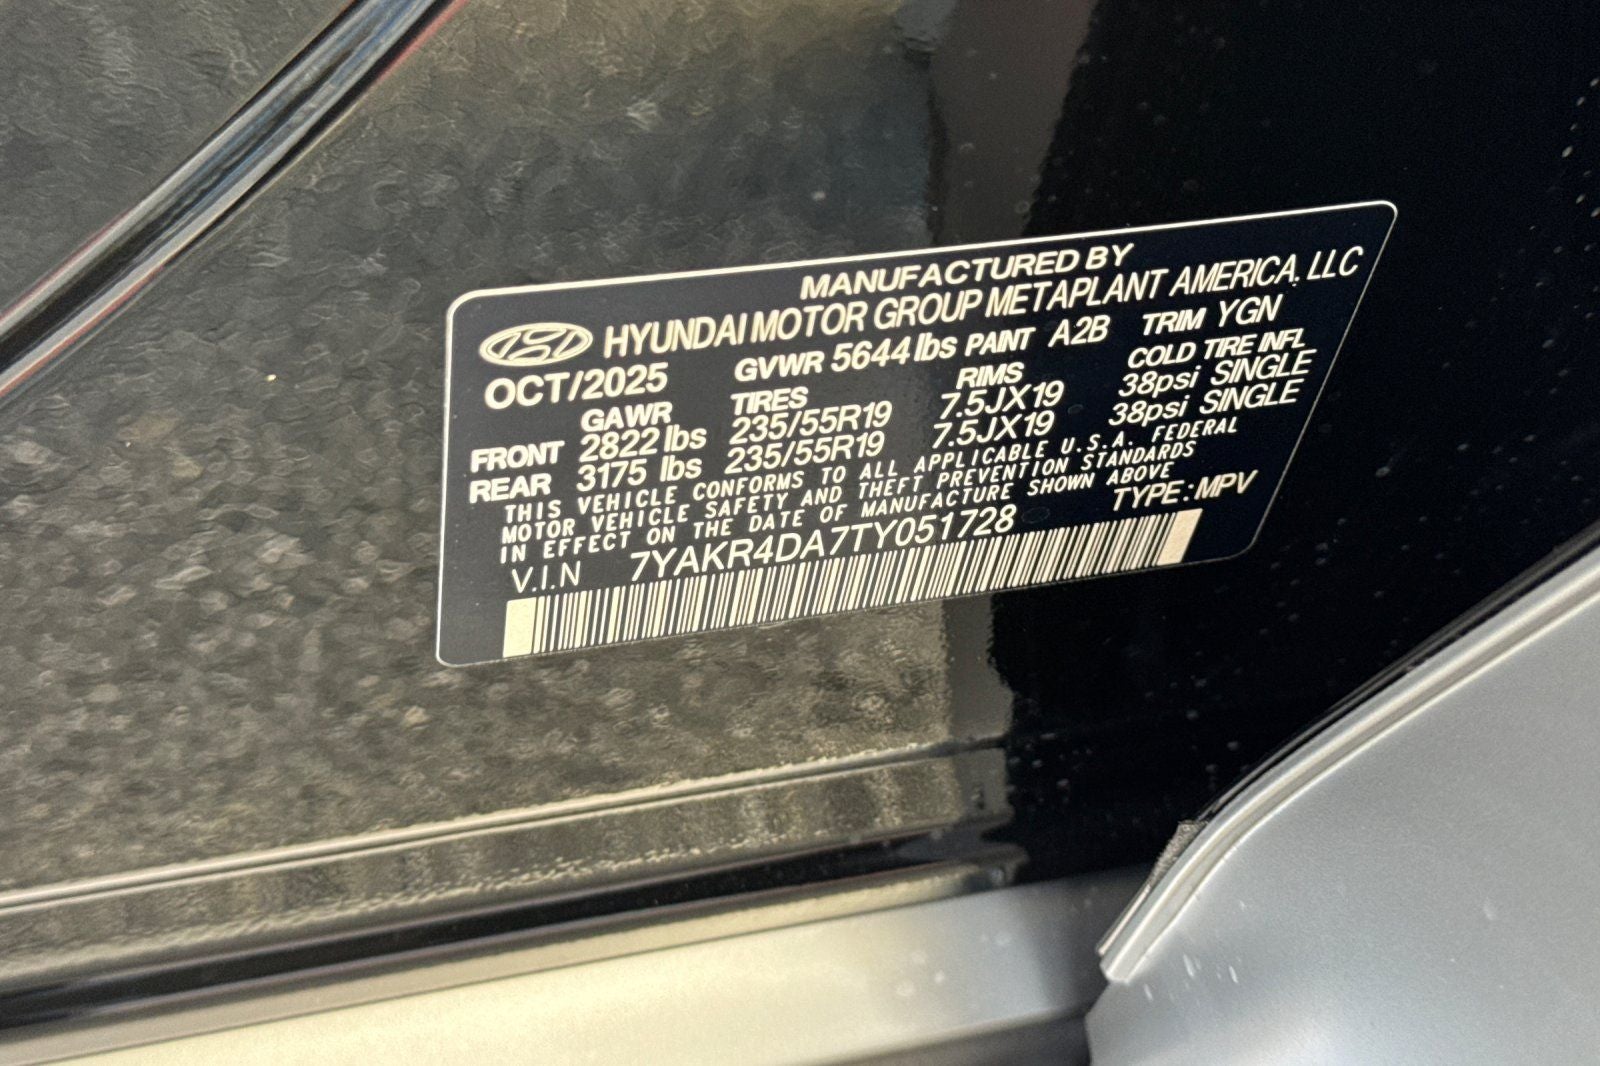 MANUFACTURED BY
HYUNDAI MOTOR GROUP METAPLANT AMERICA, LLC
OCT/2025 GVWR 5644 lbs PAINT A2B TRIM YGN
GAWR TIRES RIMS COLD TIRE INFL
FRONT 2822 lbs 235/55R19 7.5JX19 38psi SINGLE
REAR 3175 lbs 235/55R19 7.5JX19 38psi SINGLE
THIS VEHICLE CONFORMS TO ALL APPLICABLE U.S.A. FEDERAL
MOTOR VEHICLE SAFETY AND THEFT PREVENTION STANDARDS
IN EFFECT ON THE DATE OF MANUFACTURE SHOWN ABOVE
V.I.N 7YAKR4DA7TY051728 TYPE:MPV